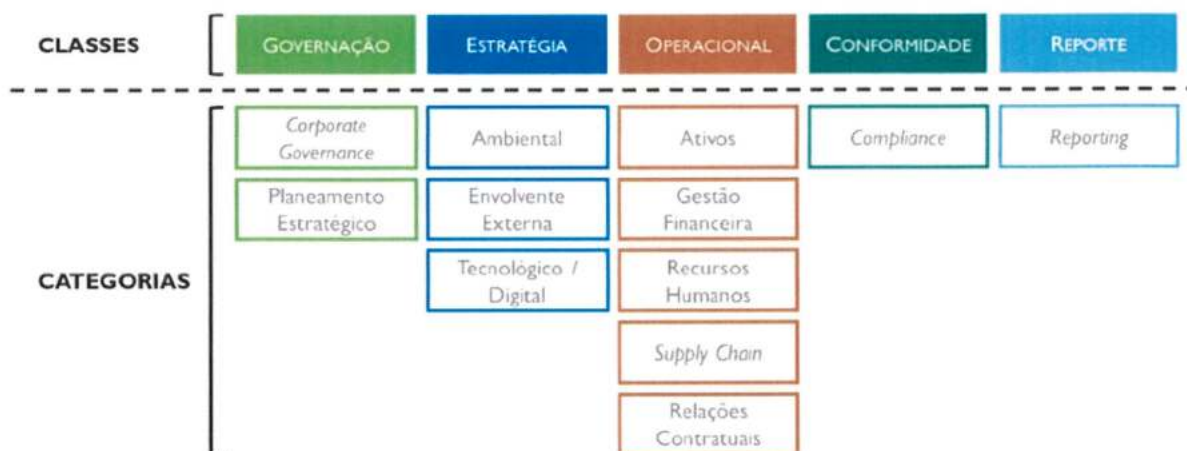 CLASSES
GOVERNAÇÃO
ESTRATÉGIA
OPERACIONAL
CONFORMIDADE
REPORTE
CATEGORIAS
Corporate
Governance
Ambiental
Ativos
Compliance
Reporting
Planeamento
Estratégico
Envolvente
Externa
Gestão
Financeira
Tecnológico /
Digital
Recursos
Humanos
Supply Chain
Relações
Contratuais